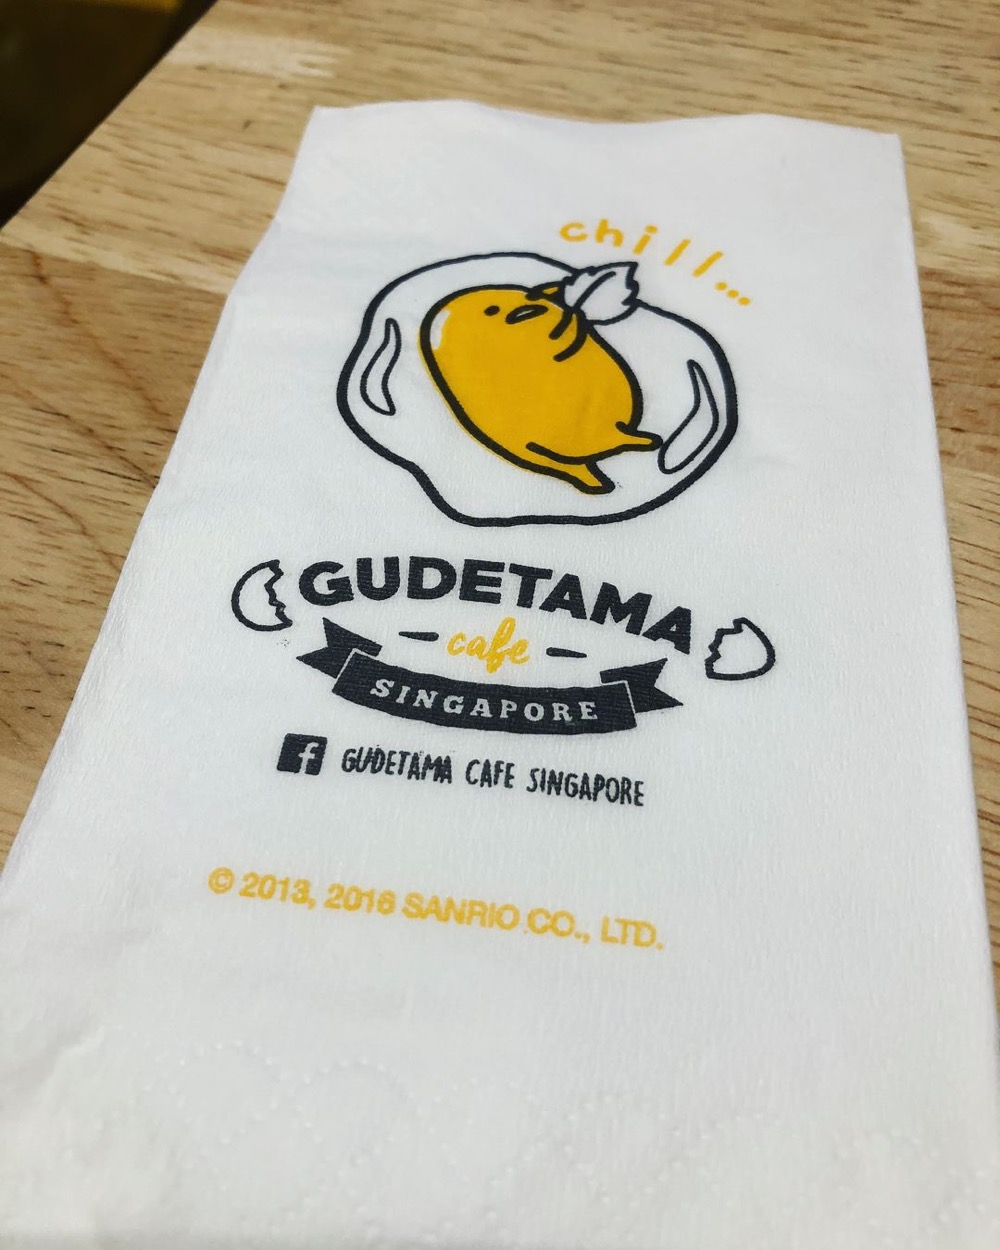 chill...
GUDETAMA
cafe
SINGAPORE
f GUDETAMA CAFE SINGAPORE
© 2013, 2016 SANRIO CO., LTD.